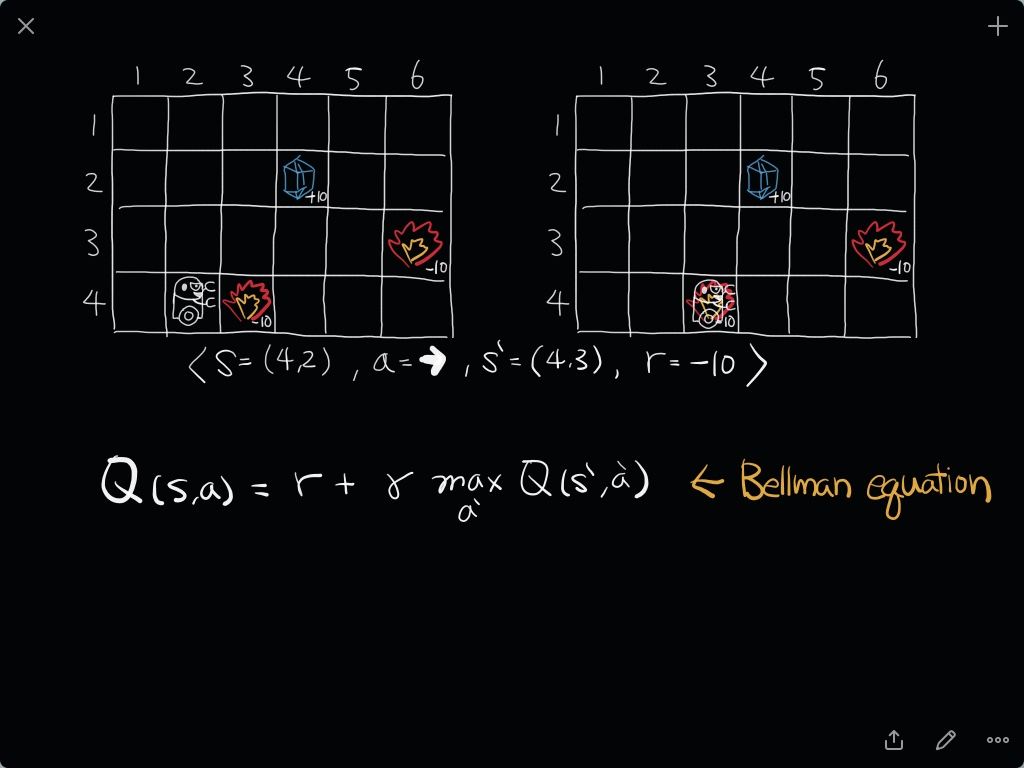 1 2 3 4 5 6 1 2 3 4 5 6
1 1
2 +10 2 +10
3 -10 3 -10
4 -10 4 -10
⟨ S = (4,2) , a = → , s' = (4.3) , r = -10 ⟩
Q(s,a) = r + γ max Q(s',a') ← Bellman equation
a'